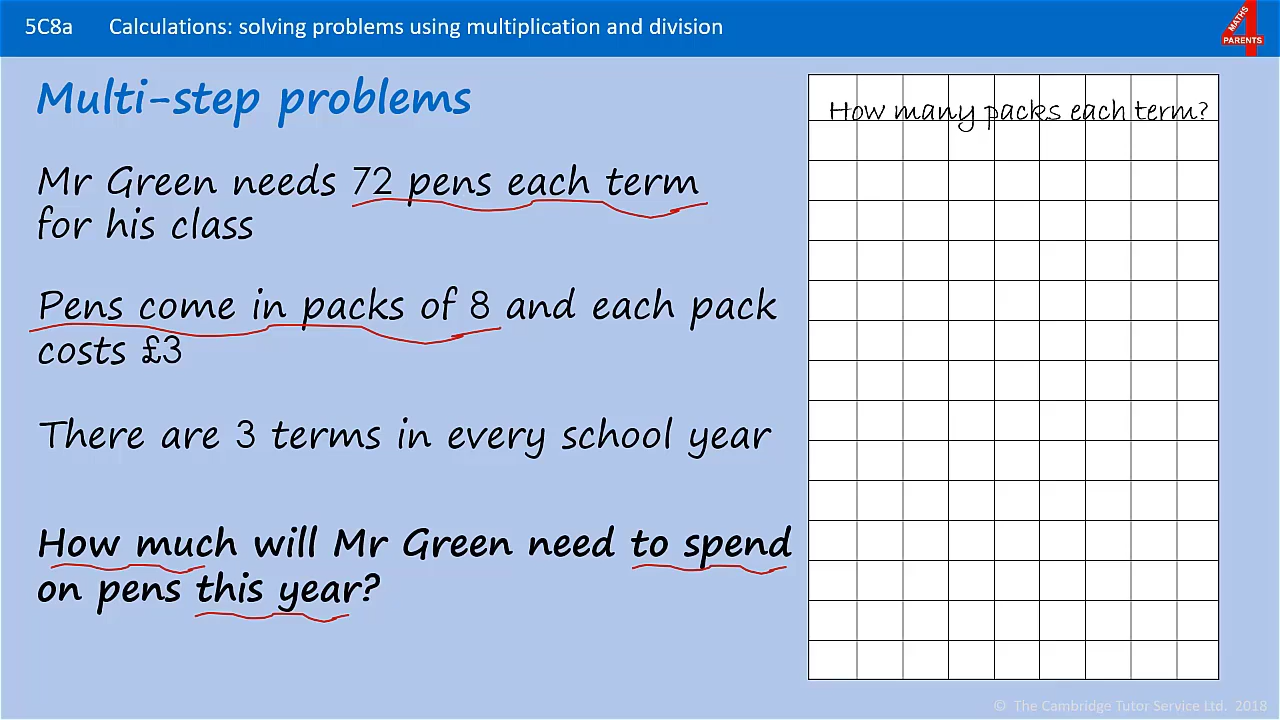 5C8a Calculations: solving problems using multiplication and division
MATHS
4
PARENTS
Multi-step problems
How many packs each term?
Mr Green needs 72 pens each term
for his class
Pens come in packs of 8 and each pack
costs £3
There are 3 terms in every school year
How much will Mr Green need to spend
on pens this year?
© The Cambridge Tutor Service Ltd. 2018